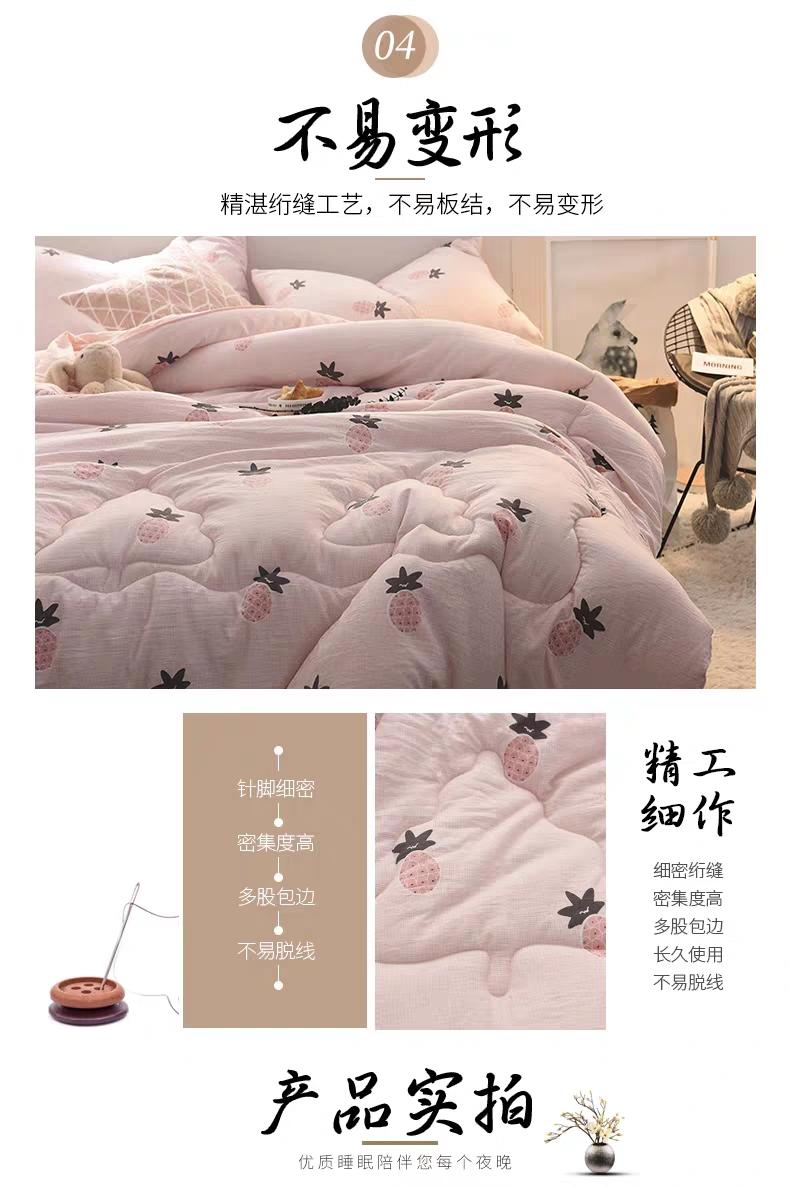 04
不易变形
精湛绗缝工艺，不易板结，不易变形
MORNING
针脚细密
密集度高
多股包边
不易脱线
精工
细作
细密绗缝
密集度高
多股包边
长久使用
不易脱线
产品实拍
优质睡眠陪伴您每个夜晚